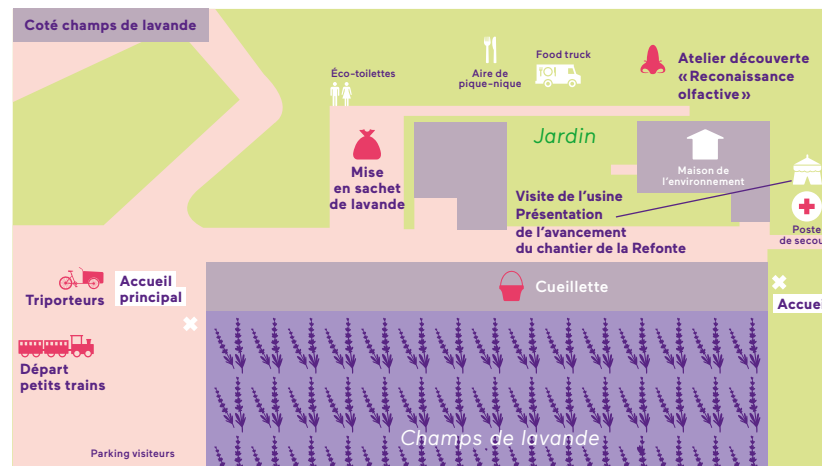 Coté champs de lavande
Éco-toilettes
Aire de
pique-nique
Food truck
Atelier découverte
«Reconaissance
olfactive»
Jardin
Mise
en sachet
de lavande
Maison de
l'environnement
Visite de l'usine
Présentation
de l'avancement
du chantier de la Refonte
Poste
de secou
Triporteurs
Accueil
principal
Cueillette
Accuei
Départ
petits trains
Champs de lavande
Parking visiteurs